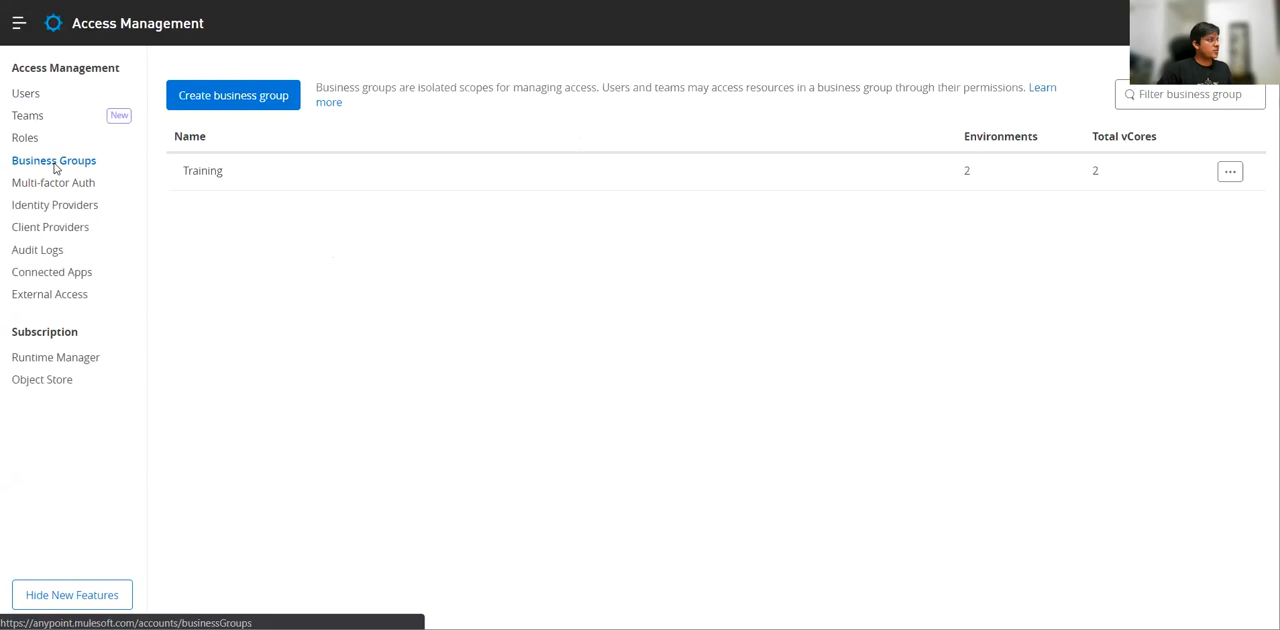 Access Management
Access Management
Users
Teams New
Roles
Business Groups
Multi-factor Auth
Identity Providers
Client Providers
Audit Logs
Connected Apps
External Access
Subscription
Runtime Manager
Object Store
Hide New Features
https://anypoint.mulesoft.com/accounts/businessGroups
Create business group
Business groups are isolated scopes for managing access. Users and teams may access resources in a business group through their permissions. Learn
more
Filter business group
Name Environments Total vCores
Training 2 2